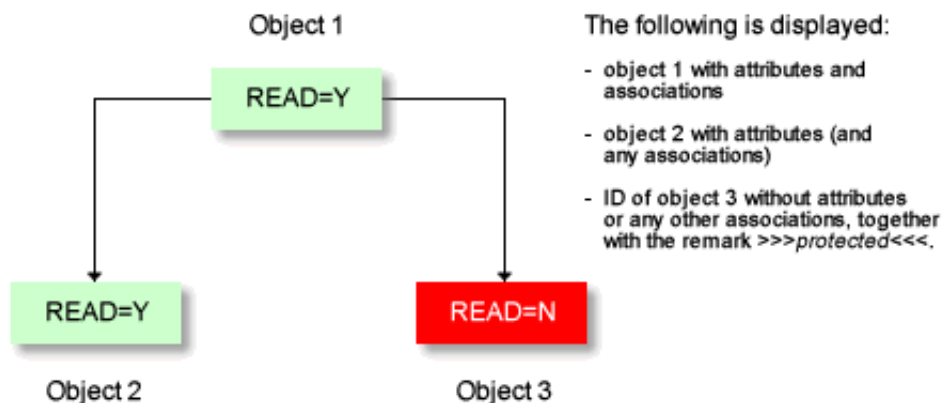 Object 1
READ=Y
READ=Y
Object 2
READ=N
Object 3
The following is displayed:
- object 1 with attributes and
associations
- object 2 with attributes (and
any associations)
- ID of object 3 without attributes
or any other associations, together
with the remark >>>protected<<<.